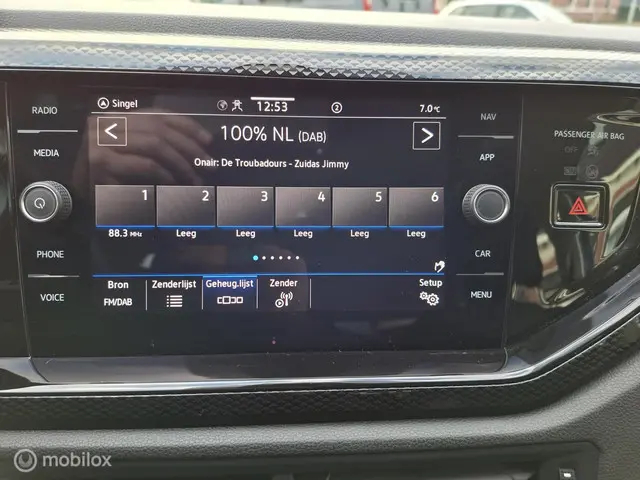 RADIO
MEDIA
PHONE
VOICE
Singel
12:53
2
7.0°C
100% NL (DAB)
Onair: De Troubadours - Zuidas Jimmy
1 2 3 4 5 6
88.3 MHz Leeg Leeg Leeg Leeg Leeg
Bron Zenderlijst Geheug.lijst Zender Setup
FM/DAB
NAV
APP
CAR
MENU
PASSENGER AIR BAG
OFF
mobilox